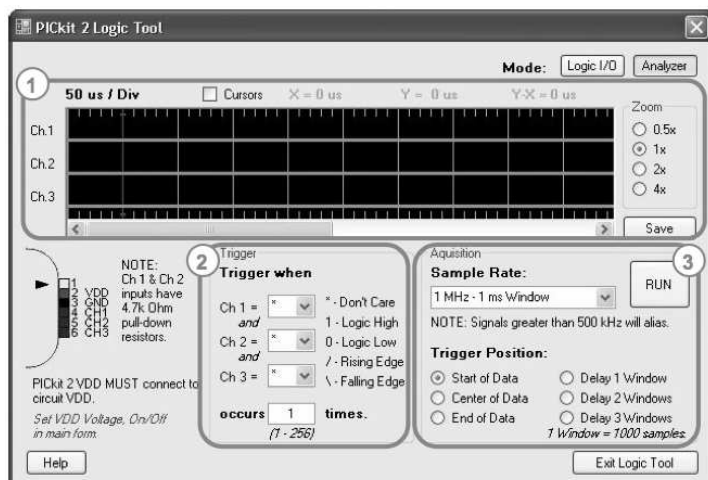 PICkit 2 Logic Tool
Mode: Logic I/O Analyzer
1
50 us / Div Cursors X = 0 us Y = 0 us Y-X = 0 us
Zoom
0.5x
1x
2x
4x
Ch.1
Ch.2
Ch.3
Save
1
2 VDD
3 GND
4 CH1
5 CH2
6 CH3
NOTE:
Ch 1 & Ch 2
inputs have
4.7k Ohm
pull-down
resistors.
PICkit 2 VDD MUST connect to
circuit VDD.
Set VDD Voltage, On/Off
in main form.
Help
2
Trigger
Trigger when
Ch 1 = *
and
Ch 2 = *
and
Ch 3 = *
* - Don't Care
1 - Logic High
0 - Logic Low
/ - Rising Edge
\ - Falling Edge
occurs 1 times.
(1 - 256)
3
Aquisition
Sample Rate:
1 MHz - 1 ms Window
RUN
NOTE: Signals greater than 500 kHz will alias.
Trigger Position:
Start of Data
Center of Data
End of Data
Delay 1 Window
Delay 2 Windows
Delay 3 Windows
1 Window = 1000 samples.
Exit Logic Tool